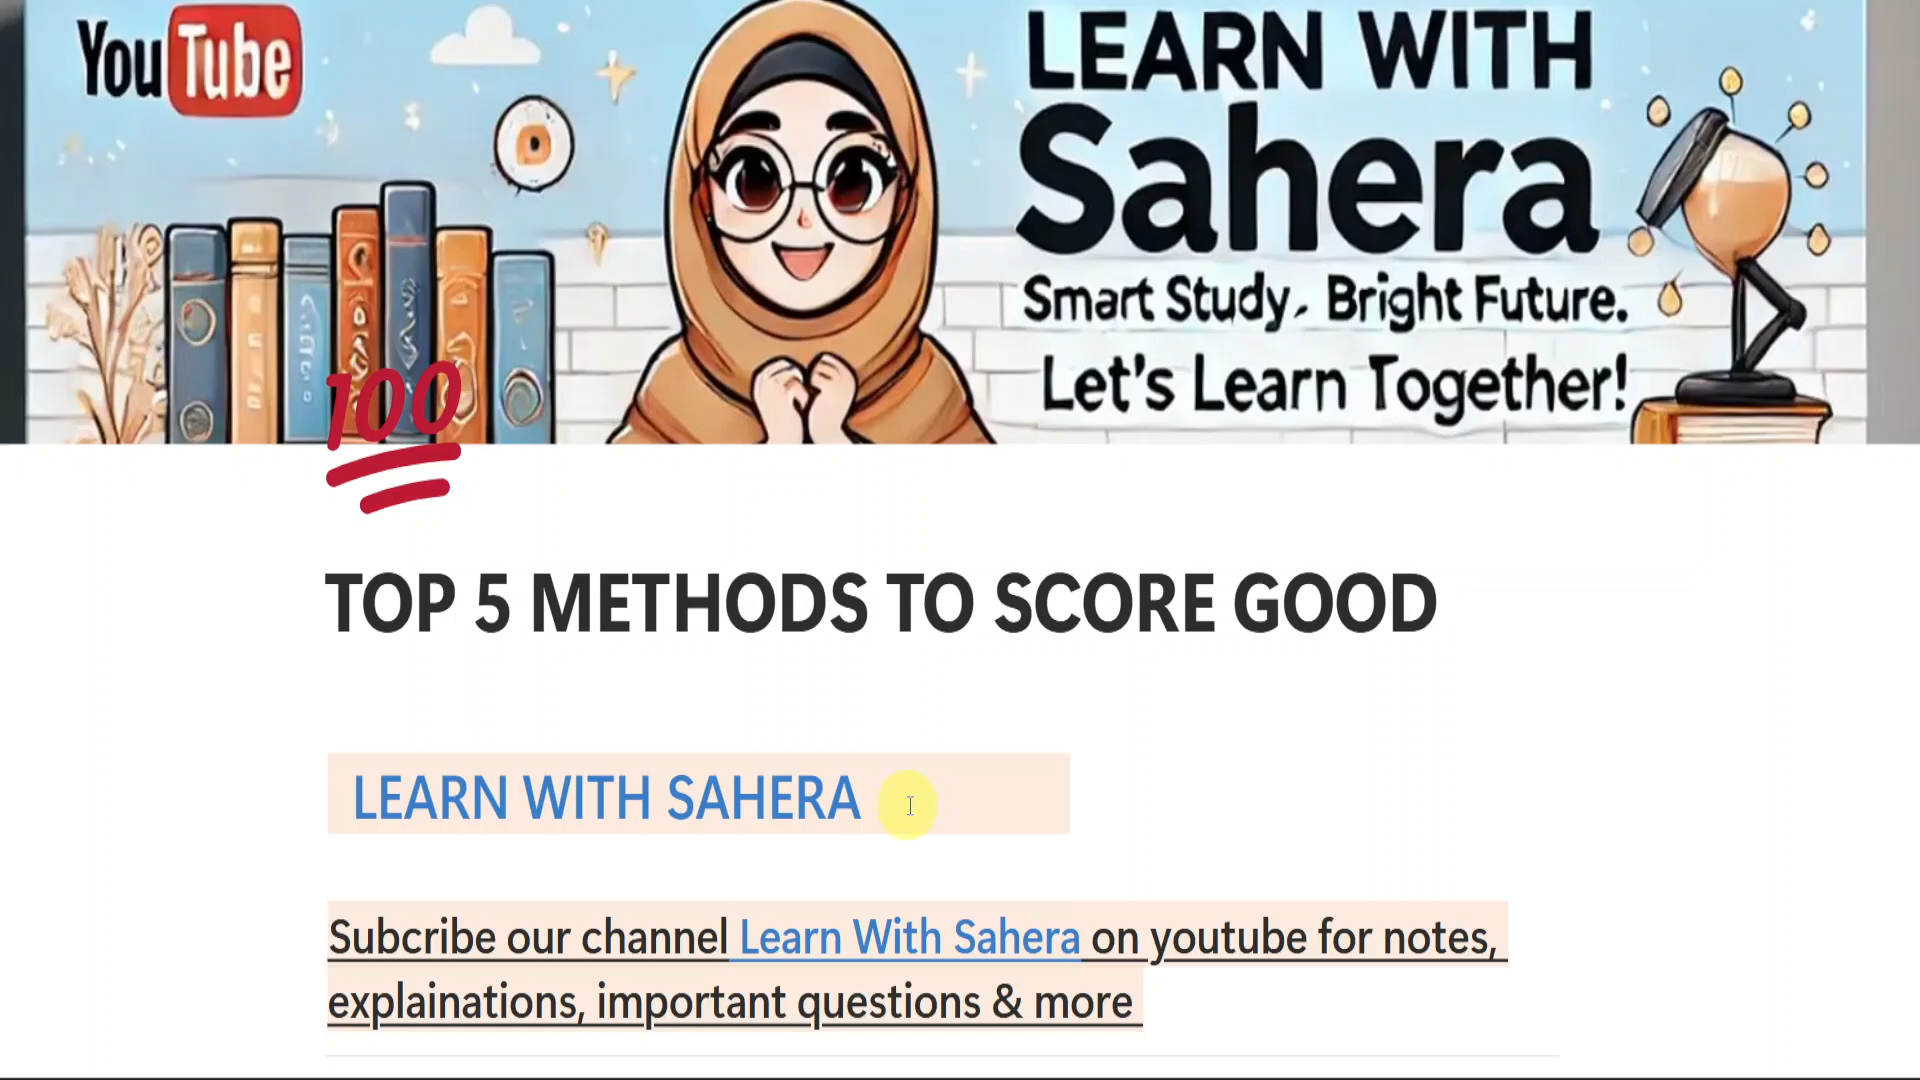 YouTube
LEARN WITH
Sahera
Smart Study, Bright Future.
Let's Learn Together!
100
TOP 5 METHODS TO SCORE GOOD
LEARN WITH SAHERA
Subcribe our channel Learn With Sahera on youtube for notes,
explainations, important questions & more